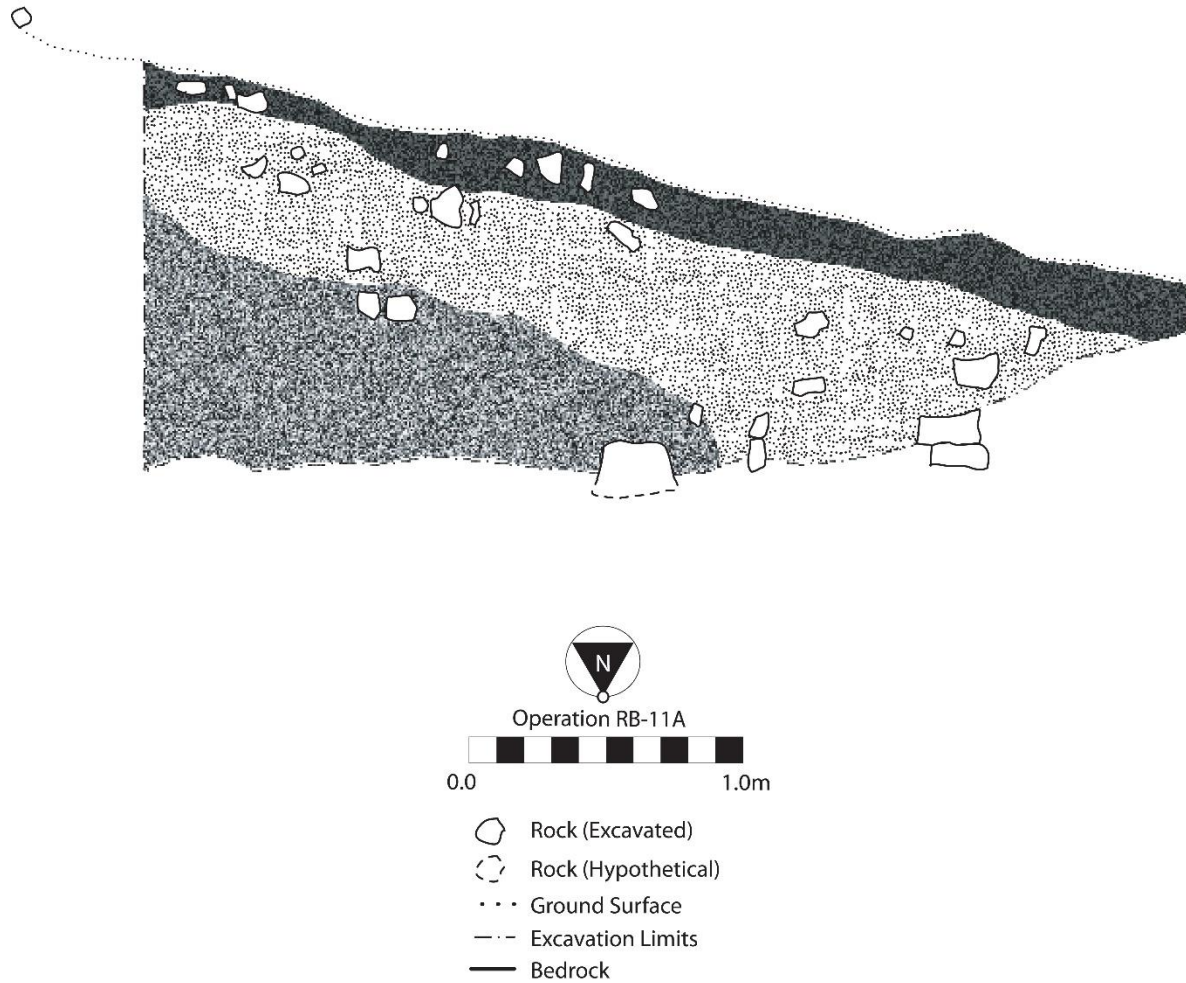 N
Operation RB-11A
0.0 1.0m
Rock (Excavated)
Rock (Hypothetical)
Ground Surface
Excavation Limits
Bedrock